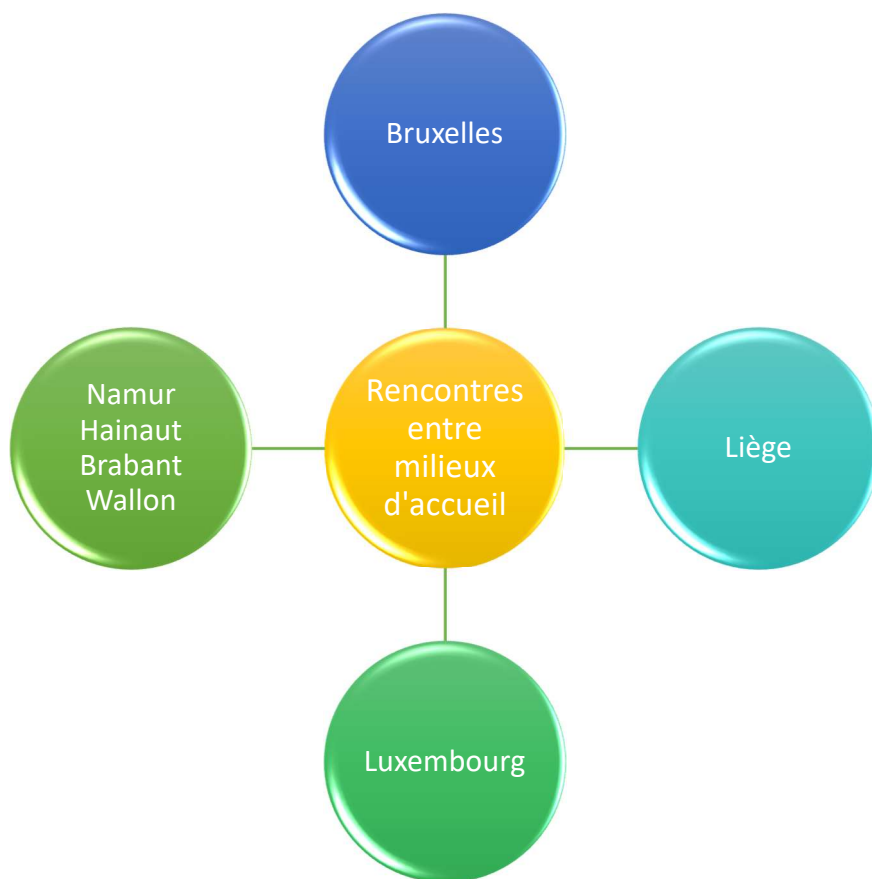 Bruxelles
Namur
Hainaut
Brabant
Wallon
Rencontres
entre
milieux
d'accueil
Liège
Luxembourg